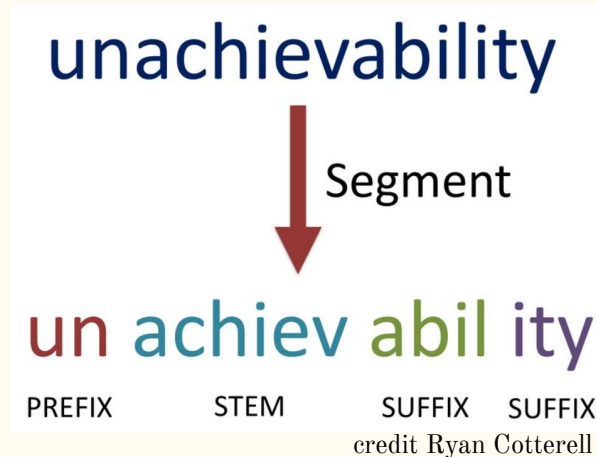 unachievability
Segment
un achiev abil ity
PREFIX STEM SUFFIX SUFFIX
credit Ryan Cotterell